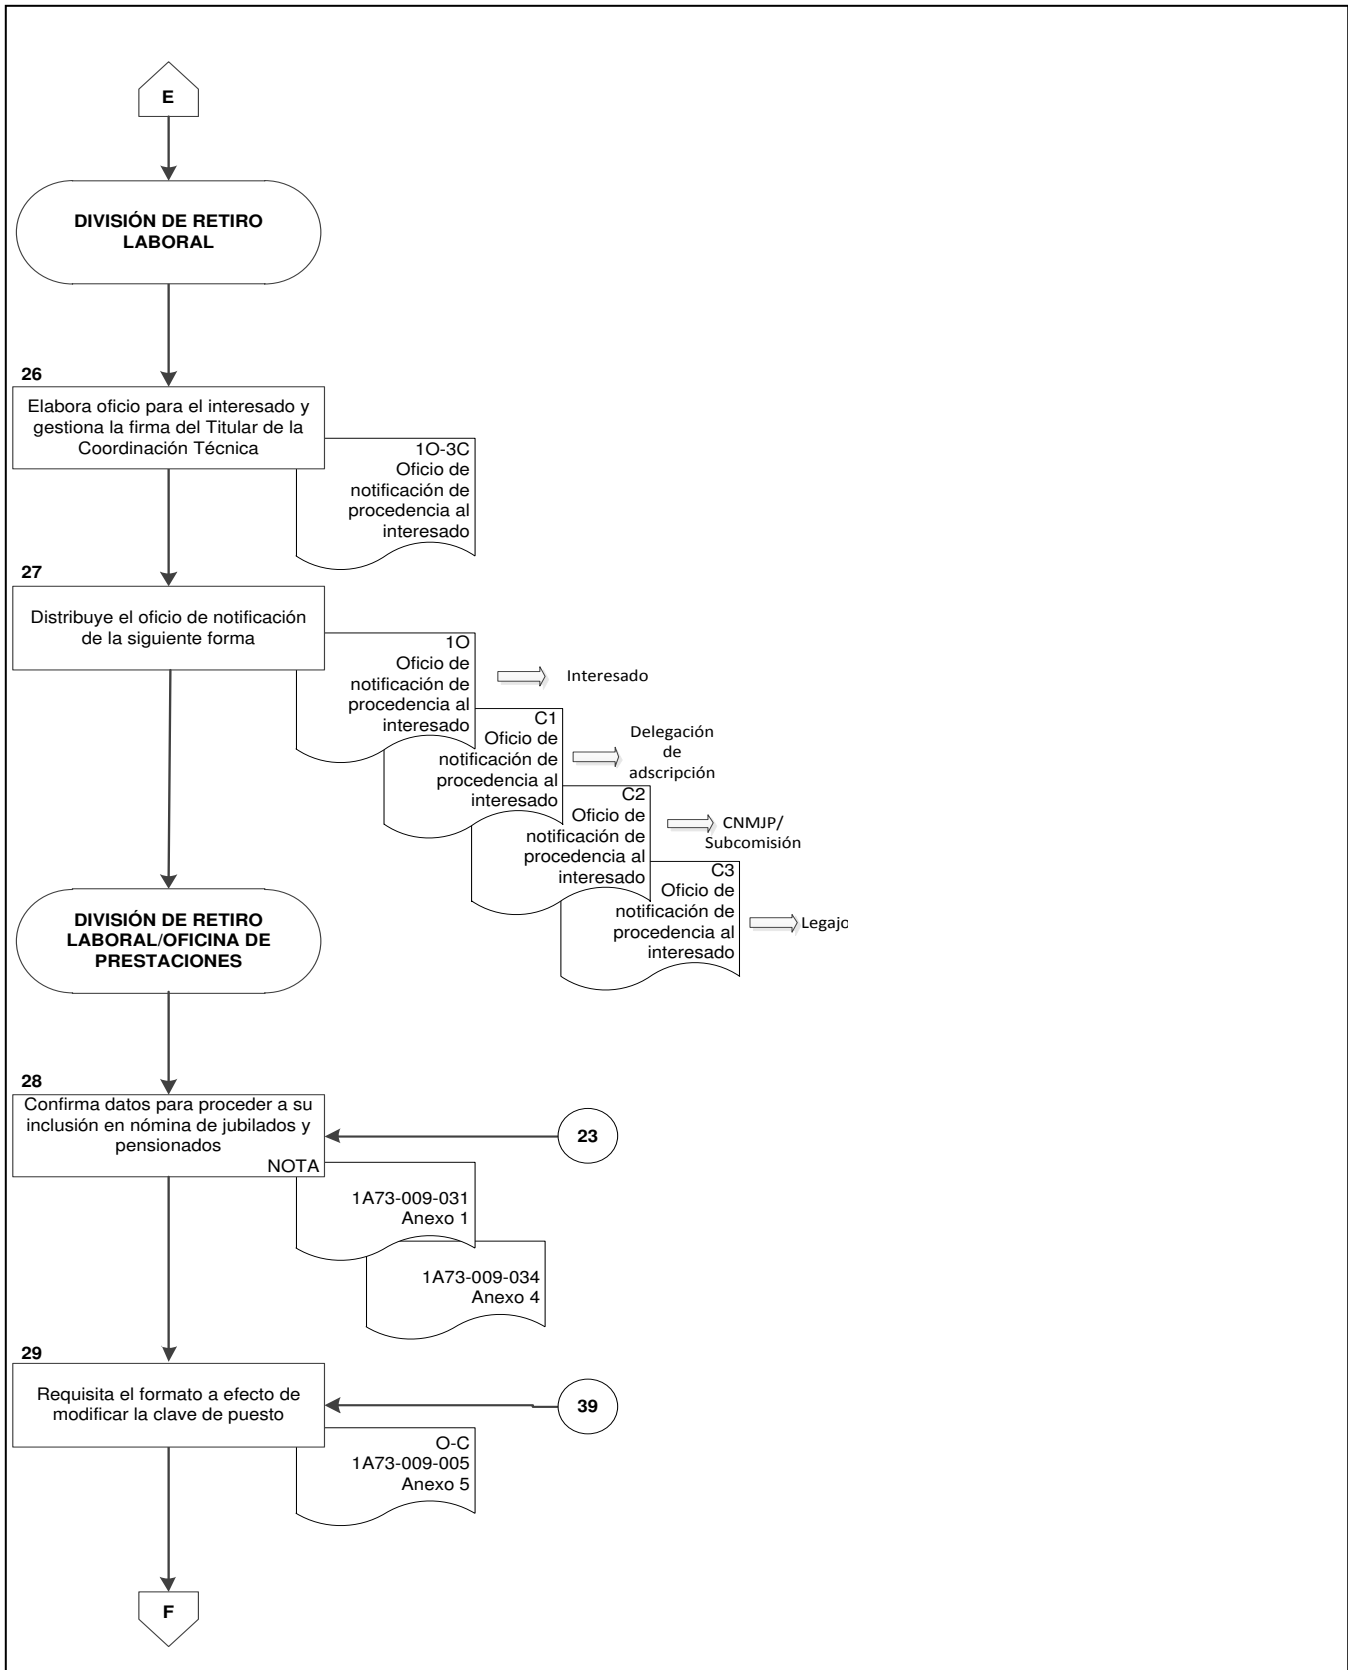 E
DIVISIÓN DE RETIRO
LABORAL
26
Elabora oficio para el interesado y
gestiona la firma del Titular de la
Coordinación Técnica
1O-3C
Oficio de
notificación de
procedencia al
interesado
27
Distribuye el oficio de notificación
de la siguiente forma
1O
Oficio de
notificación de
procedencia al
interesado
Interesado
C1
Oficio de
notificación de
procedencia al
interesado
Delegación
de
adscripción
C2
Oficio de
notificación de
procedencia al
interesado
CNMJP/
Subcomisión
C3
Oficio de
notificación de
procedencia al
interesado
Legajo
DIVISIÓN DE RETIRO
LABORAL/OFICINA DE
PRESTACIONES
28
Confirma datos para proceder a su
inclusión en nómina de jubilados y
pensionados
NOTA
23
1A73-009-031
Anexo 1
1A73-009-034
Anexo 4
29
Requisita el formato a efecto de
modificar la clave de puesto
39
O-C
1A73-009-005
Anexo 5
F